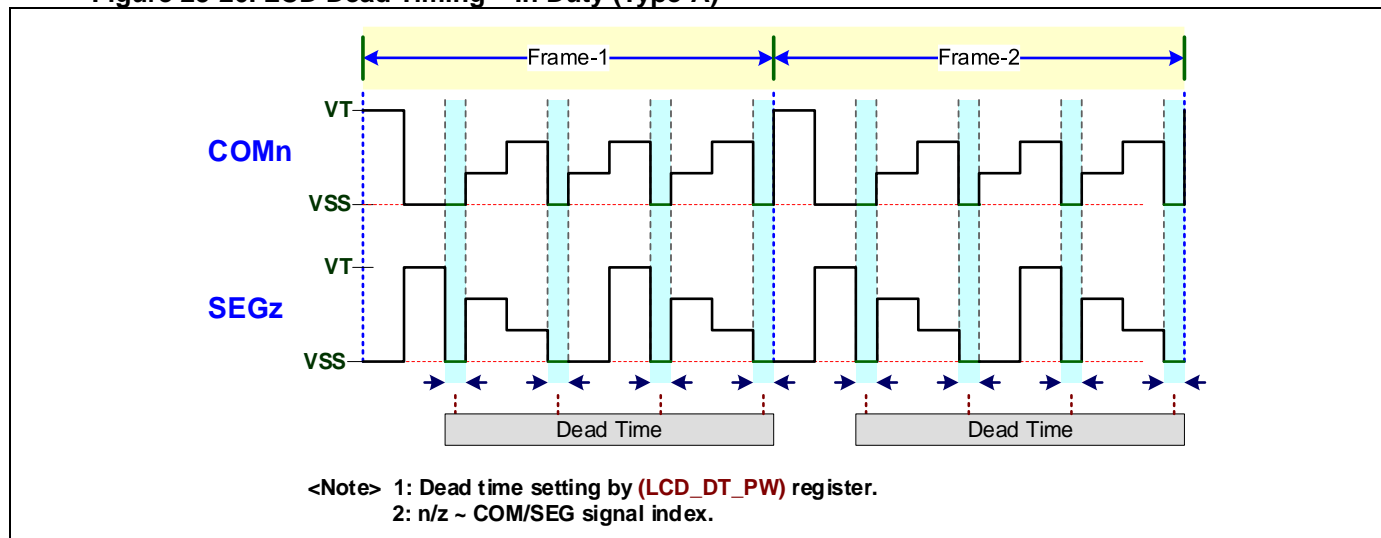 Frame-1 Frame-2
VT
COMn
VSS
VT
SEGz
VSS
Dead Time Dead Time
<Note> 1: Dead time setting by (LCD_DT_PW) register.
2: n/z ~ COM/SEG signal index.